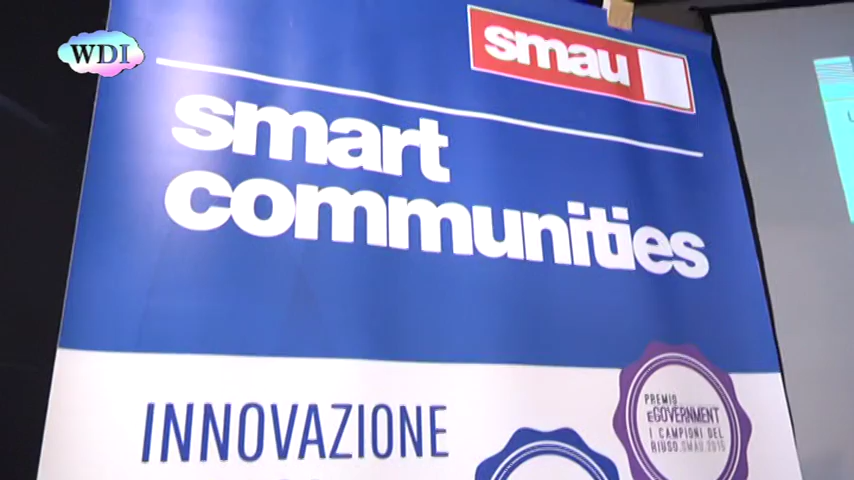 WDI
smau
smart
communities
INNOVAZIONE
PREMIO
EGOVERNMENT
I CAMPIONI DEL
RIUSO.SMAU.2015